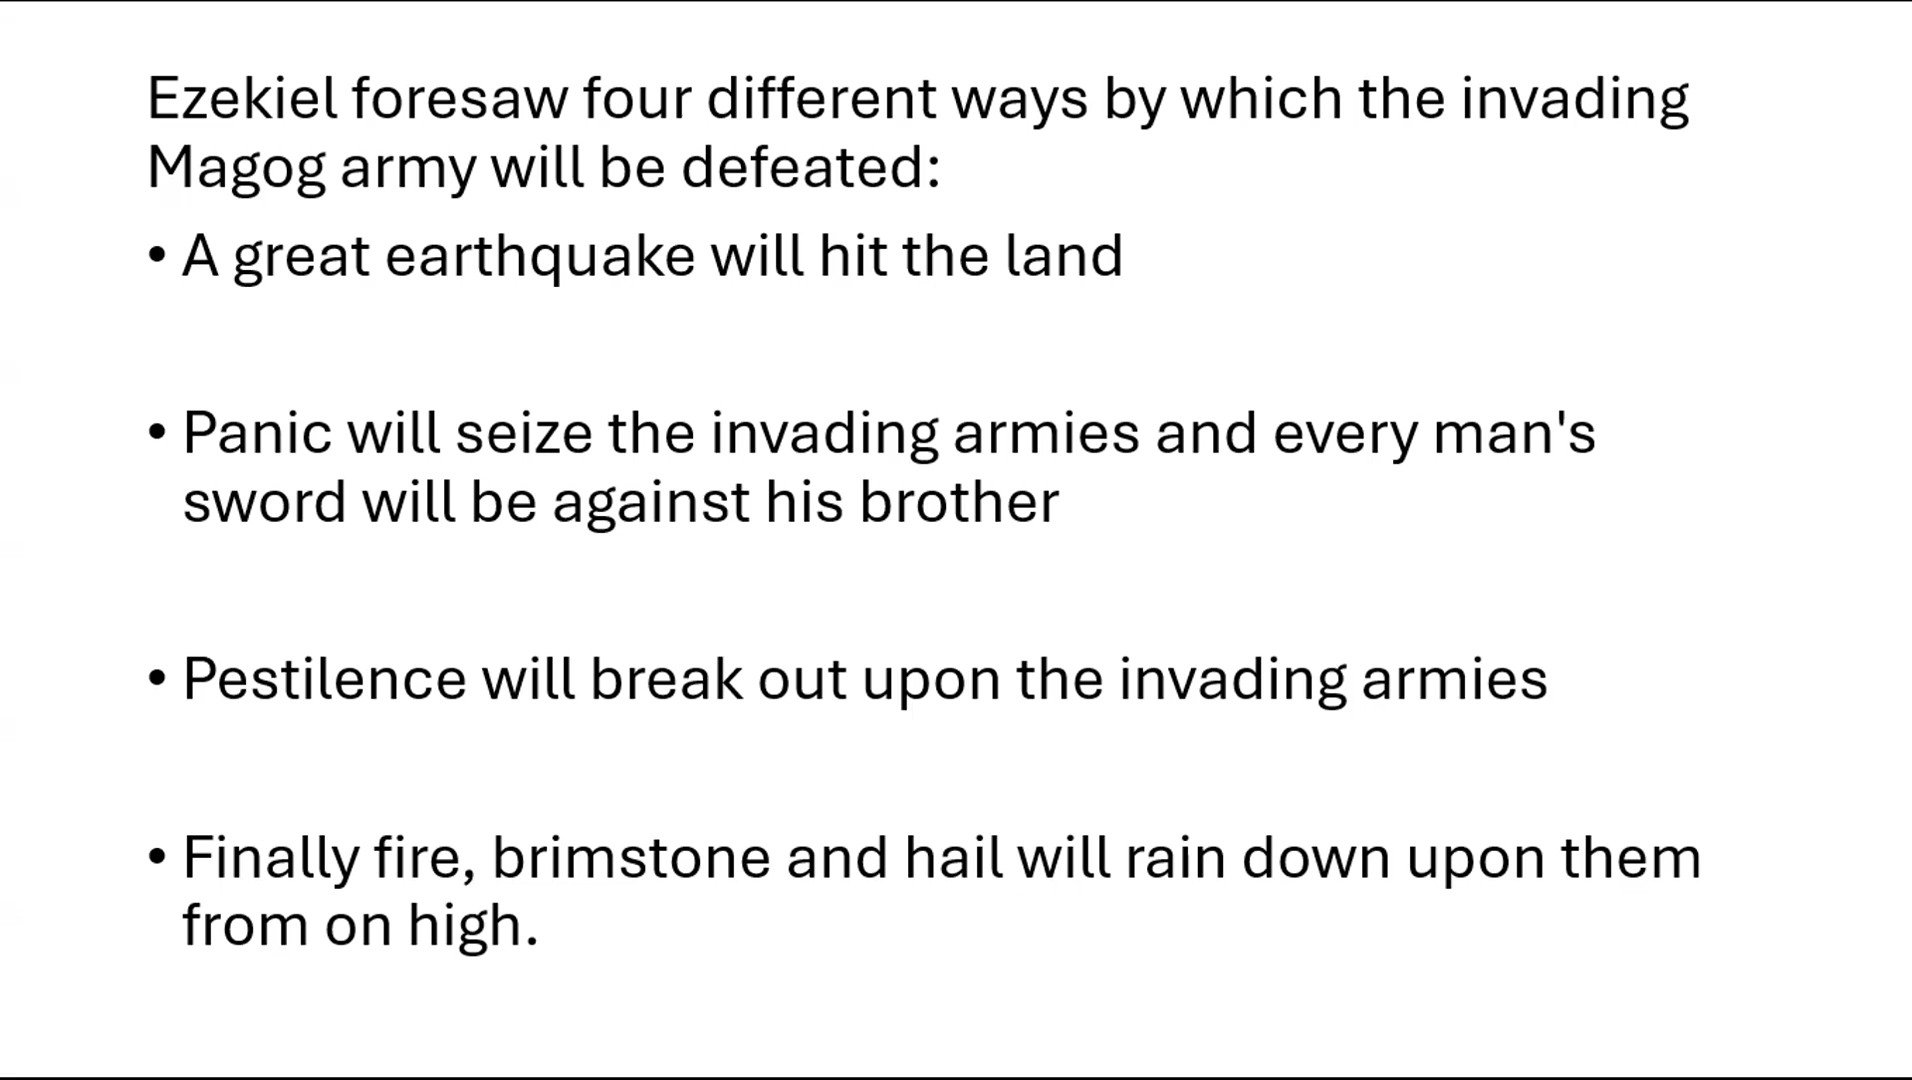 Ezekiel foresaw four different ways by which the invading
Magog army will be defeated:
• A great earthquake will hit the land
• Panic will seize the invading armies and every man's
sword will be against his brother
• Pestilence will break out upon the invading armies
• Finally fire, brimstone and hail will rain down upon them
from on high.